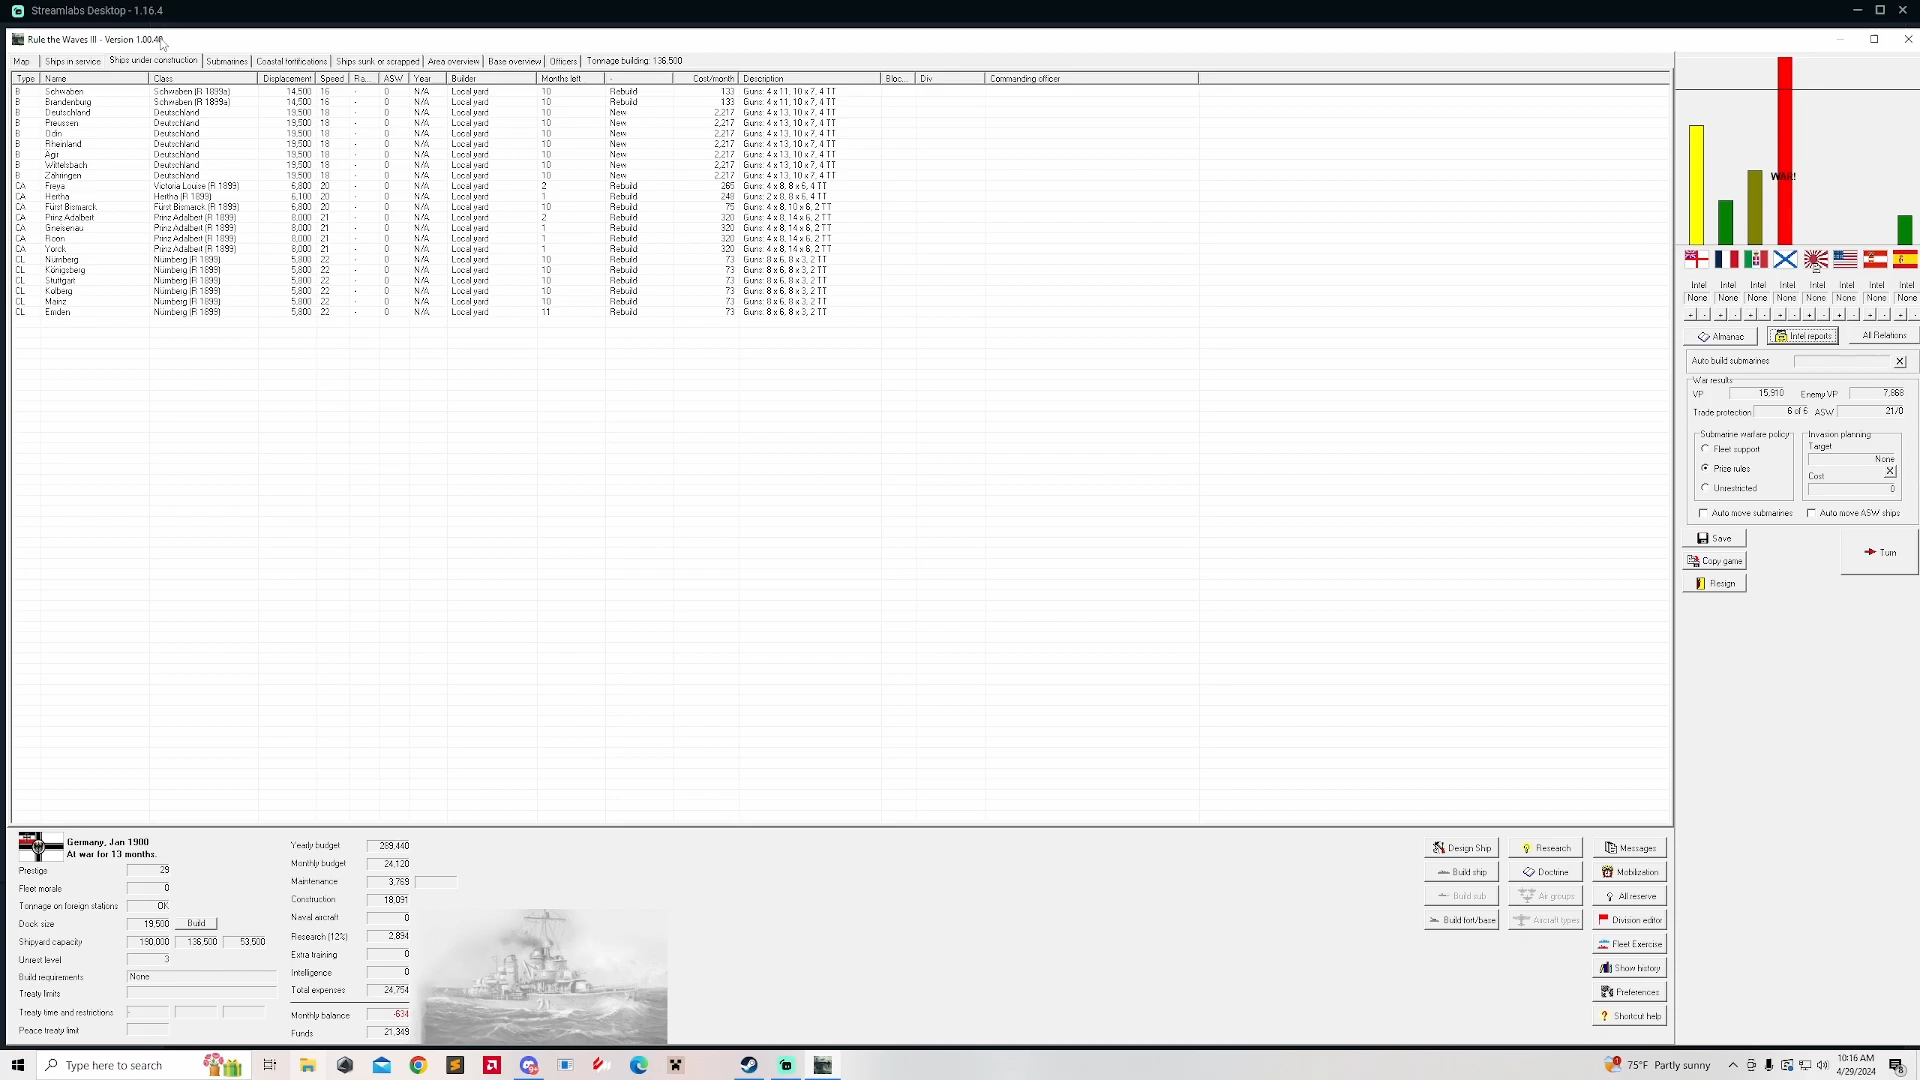 Streamlabs Desktop - 1.16.4
Rule the Waves III - Version 1.00.4
Map Ships in service Ships under construction Submarines Coastal fortifications Ships sunk or scrapped Area overview Base overview Officers Tonnage building: 136,500
Type Name Class Displacement Speed Fla... ASW Year Builder Months left - Cost/month Description Bloc... Div Commanding officer
B Schwaben Schwaben (R 1899a) 14,500 16 - 0 N/A Local yard 10 Rebuild 133 Guns: 4 x 11, 10 x 7, 4 TT
B Brandenburg Schwaben (R 1899a) 14,500 16 - 0 N/A Local yard 10 Rebuild 133 Guns: 4 x 11, 10 x 7, 4 TT
B Deutschland Deutschland 19,500 18 - 0 N/A Local yard 10 New 2,217 Guns: 4 x 13, 10 x 7, 4 TT
B Preussen Deutschland 19,500 18 - 0 N/A Local yard 10 New 2,217 Guns: 4 x 13, 10 x 7, 4 TT
B Odin Deutschland 19,500 18 - 0 N/A Local yard 10 New 2,217 Guns: 4 x 13, 10 x 7, 4 TT
B Rheinland Deutschland 19,500 18 - 0 N/A Local yard 10 New 2,217 Guns: 4 x 13, 10 x 7, 4 TT
B Ägir Deutschland 19,500 18 - 0 N/A Local yard 10 New 2,217 Guns: 4 x 13, 10 x 7, 4 TT
B Wittelsbach Deutschland 19,500 18 - 0 N/A Local yard 10 New 2,217 Guns: 4 x 13, 10 x 7, 4 TT
B Zähringen Deutschland 19,500 18 - 0 N/A Local yard 10 New 2,217 Guns: 4 x 13, 10 x 7, 4 TT
CA Freya Victoria Louise (R 1899) 6,800 20 - 0 N/A Local yard 2 Rebuild 265 Guns: 4 x 8, 8 x 6, 4 TT
CA Hertha Hertha (R 1899) 6,100 20 - 0 N/A Local yard 1 Rebuild 248 Guns: 2 x 8, 8 x 6, 4 TT
CA Fürst Bismarck Fürst Bismarck (R 1899) 6,800 20 - 0 N/A Local yard 10 Rebuild 75 Guns: 4 x 8, 10 x 6, 2 TT
CA Prinz Adalbert Prinz Adalbert (R 1899) 8,000 21 - 0 N/A Local yard 2 Rebuild 320 Guns: 4 x 8, 14 x 6, 2 TT
CA Gneisenau Prinz Adalbert (R 1899) 8,000 21 - 0 N/A Local yard 1 Rebuild 320 Guns: 4 x 8, 14 x 6, 2 TT
CA Roon Prinz Adalbert (R 1899) 8,000 21 - 0 N/A Local yard 1 Rebuild 320 Guns: 4 x 8, 14 x 6, 2 TT
CA Yorck Prinz Adalbert (R 1899) 8,000 21 - 0 N/A Local yard 1 Rebuild 320 Guns: 4 x 8, 14 x 6, 2 TT
CL Nürnberg Nürnberg (R 1899) 5,800 22 - 0 N/A Local yard 10 Rebuild 73 Guns: 8 x 6, 8 x 3, 2 TT
CL Königsberg Nürnberg (R 1899) 5,800 22 - 0 N/A Local yard 10 Rebuild 73 Guns: 8 x 6, 8 x 3, 2 TT
CL Stuttgart Nürnberg (R 1899) 5,800 22 - 0 N/A Local yard 10 Rebuild 73 Guns: 8 x 6, 8 x 3, 2 TT
CL Kolberg Nürnberg (R 1899) 5,800 22 - 0 N/A Local yard 10 Rebuild 73 Guns: 8 x 6, 8 x 3, 2 TT
CL Mainz Nürnberg (R 1899) 5,800 22 - 0 N/A Local yard 10 Rebuild 73 Guns: 8 x 6, 8 x 3, 2 TT
CL Emden Nürnberg (R 1899) 5,800 22 - 0 N/A Local yard 11 Rebuild 73 Guns: 8 x 6, 8 x 3, 2 TT
WAR!
Intel Intel Intel Intel Intel Intel Intel Intel
None None None None None None None None
+ - + - + - + - + - + - + - + -
Almanac Intel reports All Relations
Auto build submarines X
War results
VP 15,910 Enemy VP 7,868
Trade protection 6 of 6 ASW 21/0
Submarine warfare policy
Fleet support
Prize rules
Unrestricted
Invasion planning
Target
None
X
Cost
0
Auto move submarines Auto move ASW ships
Save
Copy game
Resign
Turn
Germany, Jan 1900
At war for 13 months.
Prestige 29
Fleet morale 0
Tonnage on foreign stations OK
Dock size 19,500 Build
Shipyard capacity 190,000 136,500 53,500
Unrest level 3
Build requirements None
Treaty limits
Treaty time and restrictions -
Peace treaty limit
Yearly budget 289,440
Monthly budget 24,120
Maintenance 3,769
Construction 18,091
Naval aircraft 0
Research (12%) 2,894
Extra training 0
Intelligence 0
Total expenses 24,754
Monthly balance -634
Funds 21,349
Design Ship Research Messages
Build ship Doctrine Mobilization
Build sub Air groups All reserve
Build fort/base Aircraft types Division editor
Fleet Exercise
Show history
Preferences
Shortcut help
Type here to search
75°F Partly sunny
10:16 AM
4/29/2024